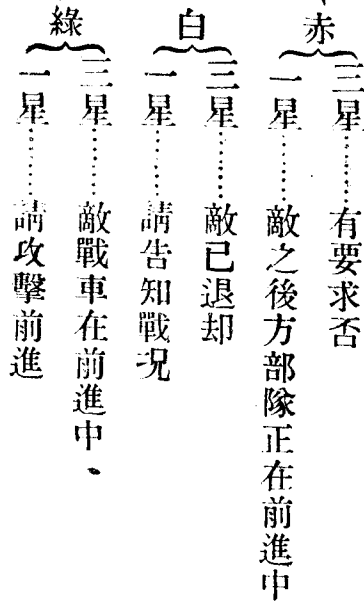 赤
三星………有要求否
一星………敵之後方部隊正在前進中
白
三星………敵已退却
一星………請告知戰况
綠
三星………敵戰車在前進中、
一星………請攻擊前進